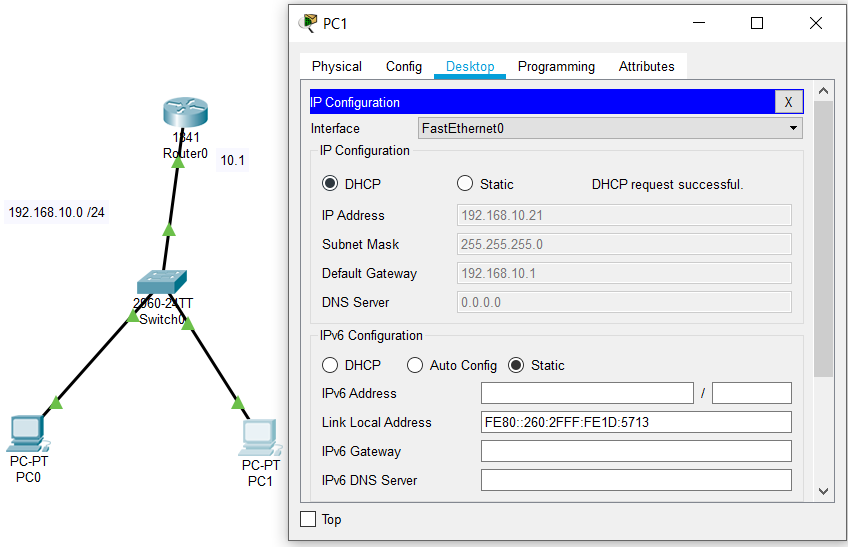 1841
Router0
10.1
192.168.10.0 /24
2960-24TT
Switch0
PC-PT
PC0
PC-PT
PC1
PC1
Physical Config Desktop Programming Attributes
IP Configuration X
Interface FastEthernet0
IP Configuration
DHCP Static DHCP request successful.
IP Address 192.168.10.21
Subnet Mask 255.255.255.0
Default Gateway 192.168.10.1
DNS Server 0.0.0.0
IPv6 Configuration
DHCP Auto Config Static
IPv6 Address /
Link Local Address FE80::260:2FFF:FE1D:5713
IPv6 Gateway
IPv6 DNS Server
Top